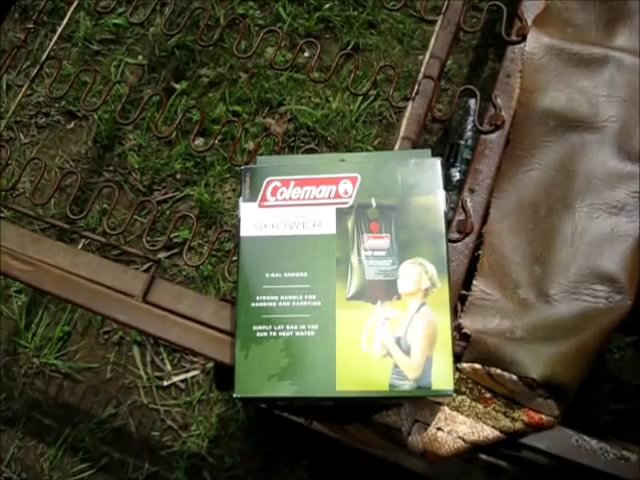 Coleman
SHOWER
5-GAL SHOWER
STRONG HANDLE FOR
HANGING AND CARRYING
SIMPLY LAY BAG IN THE
SUN TO HEAT WATER
Coleman